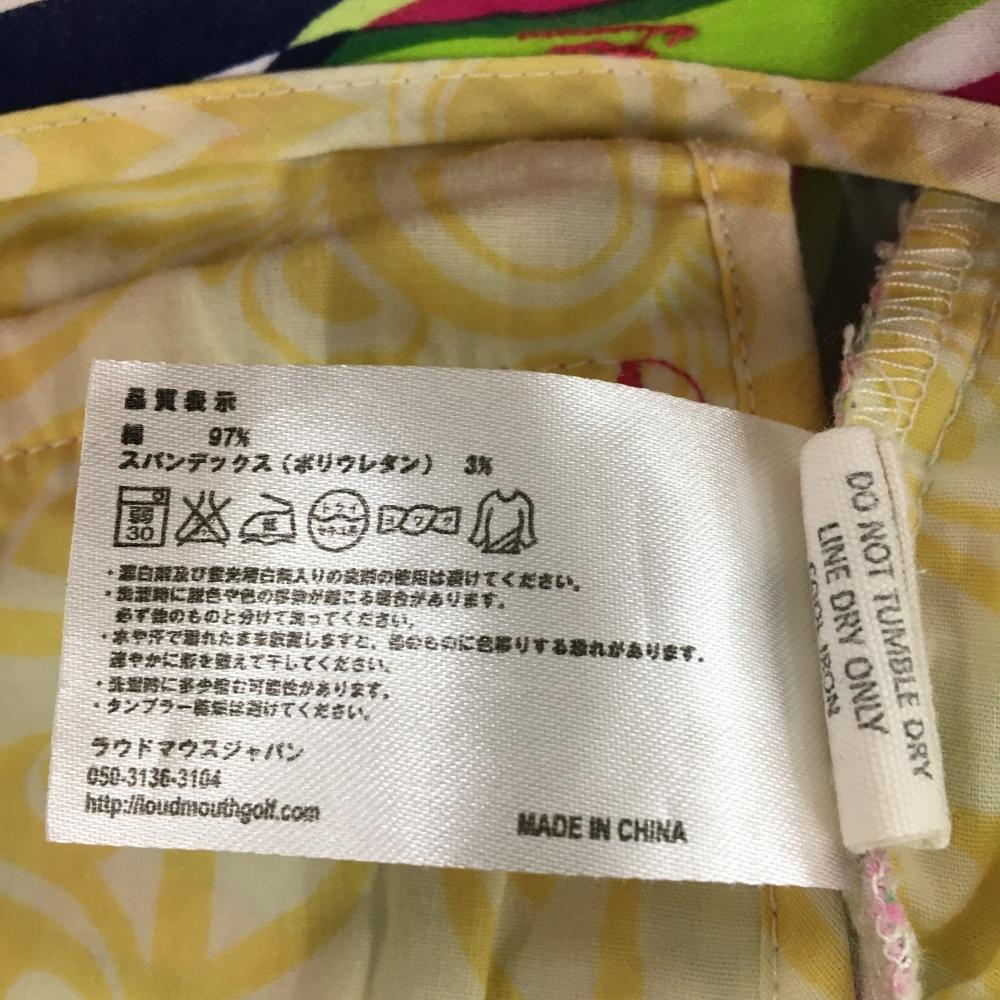 品質表示
綿 97%
スパンデックス（ポリウレタン） 3%
弱
30
・漂白剤及び蛍光増白剤入りの洗剤の使用は避けてください。
・洗濯時に脱色や色の移染が起こる場合があります。
必ず他のものと分けて洗ってください。
・水や汗で濡れたまま放置しますと、他のものに色移りする恐れがあります。
速やかに形を整えて干してください。
・洗濯時に多少縮む可能性があります。
・タンブラー乾燥は避けてください。
ラウドマウスジャパン
050-3136-3104
http://loudmouthgolf.com
MADE IN CHINA
DO NOT TUMBLE DRY
LINE DRY ONLY
COOL IRON